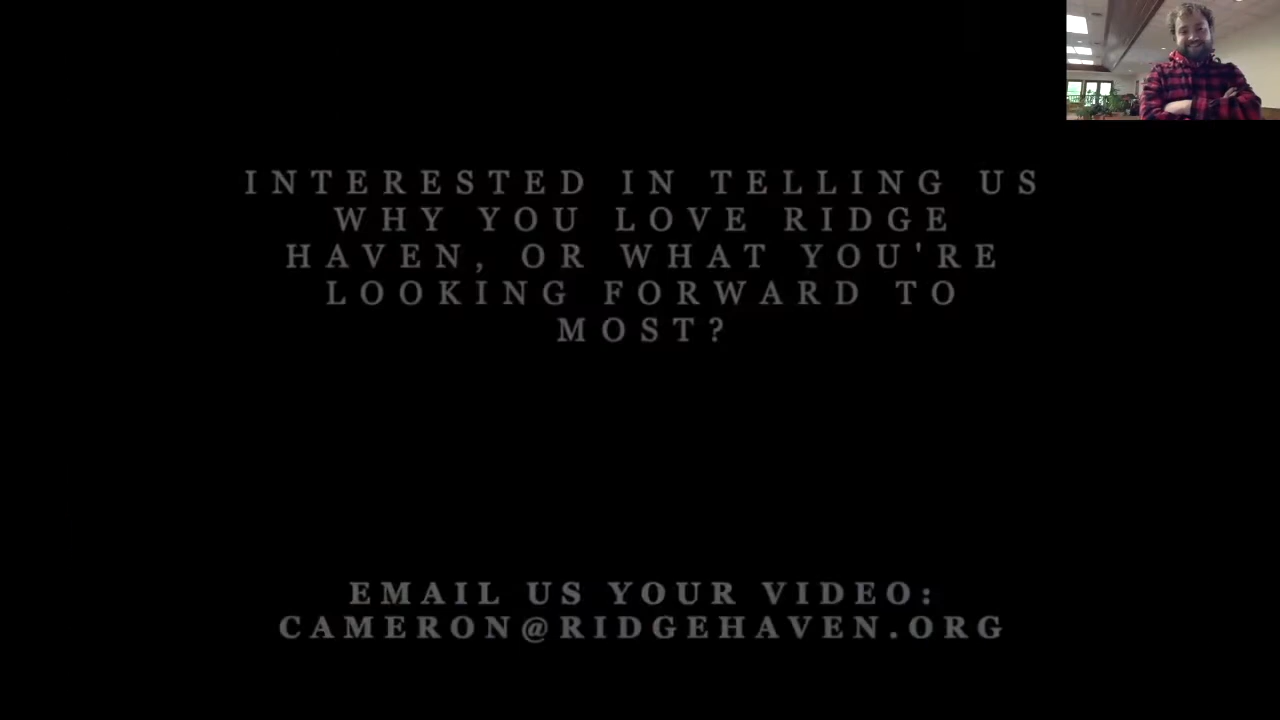 INTERESTED IN TELLING US
WHY YOU LOVE RIDGE
HAVEN, OR WHAT YOU'RE
LOOKING FORWARD TO
MOST?
EMAIL US YOUR VIDEO:
CAMERON@RIDGEHAVEN.ORG